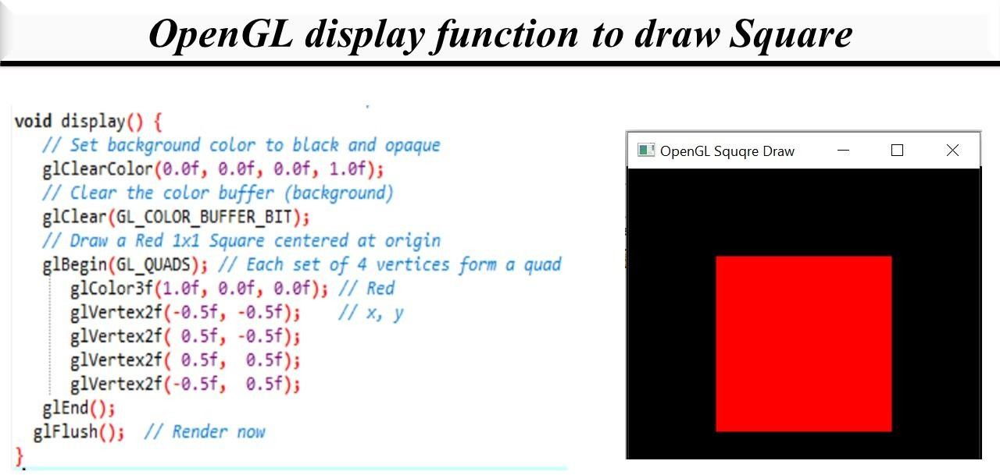 OpenGL display function to draw Square
void display() {
// Set background color to black and opaque
glClearColor(0.0f, 0.0f, 0.0f, 1.0f);
// Clear the color buffer (background)
glClear(GL_COLOR_BUFFER_BIT);
// Draw a Red 1x1 Square centered at origin
glBegin(GL_QUADS); // Each set of 4 vertices form a quad
glColor3f(1.0f, 0.0f, 0.0f); // Red
glVertex2f(-0.5f, -0.5f);    // x, y
glVertex2f( 0.5f, -0.5f);
glVertex2f( 0.5f,  0.5f);
glVertex2f(-0.5f,  0.5f);
glEnd();
glFlush();  // Render now
}
OpenGL Squqre Draw